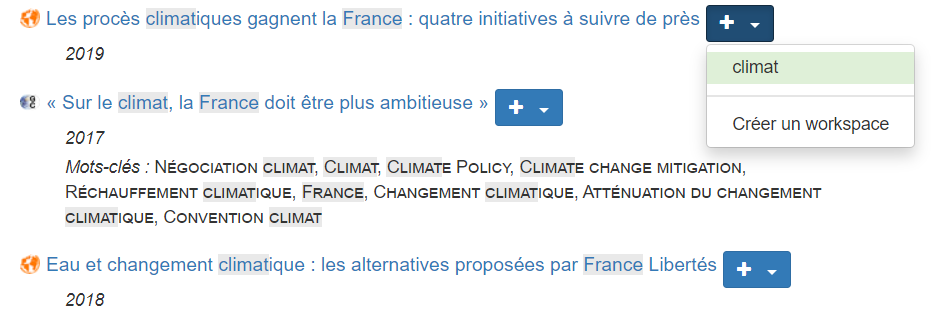 Les procès climatiques gagnent la France : quatre initiatives à suivre de près
2019
climat
Créer un workspace
« Sur le climat, la France doit être plus ambitieuse »
2017
Mots-clés : Négociation climat, Climat, Climate Policy, Climate change mitigation,
Réchauffement climatique, France, Changement climatique, Atténuation du changement
climatique, Convention climat
Eau et changement climatique : les alternatives proposées par France Libertés
2018